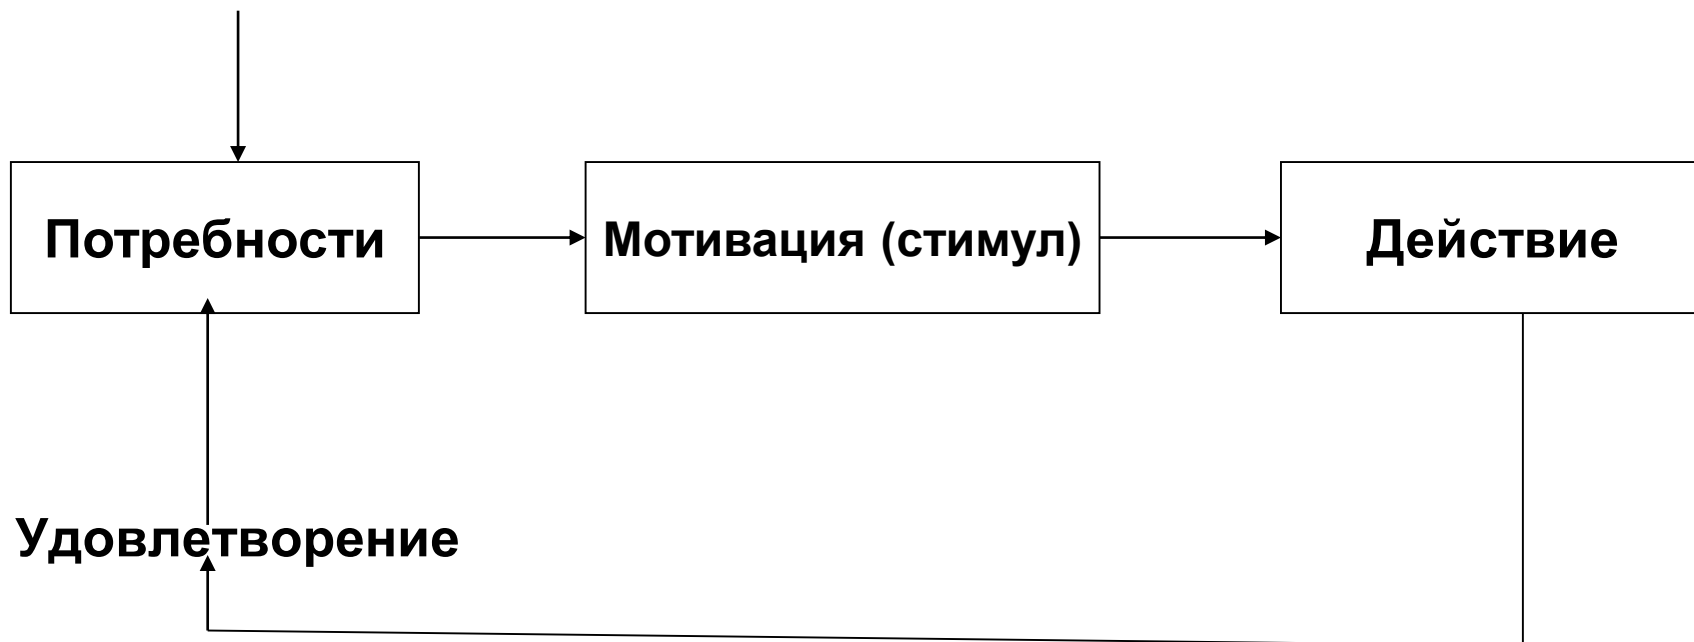 Потребности
Мотивация (стимул)
Действие
Удовлетворение